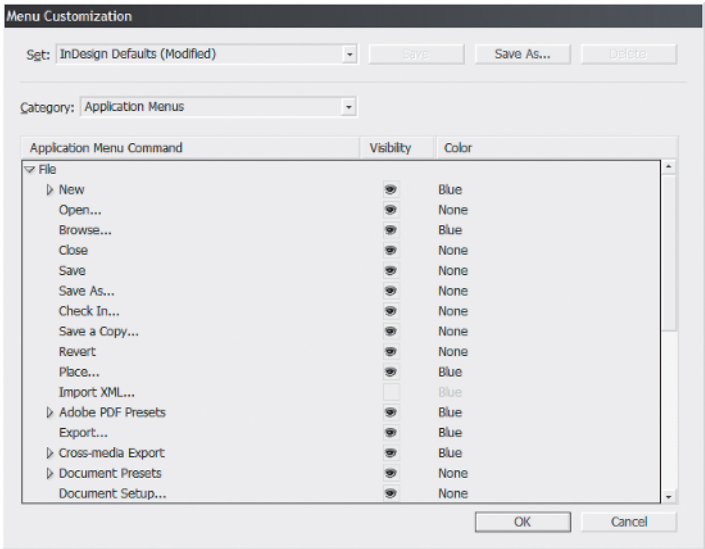 Menu Customization
Set: InDesign Defaults (Modified) Save Save As... Delete
Category: Application Menus
Application Menu Command Visibility Color
File
New Blue
Open... None
Browse... Blue
Close None
Save None
Save As... None
Check In... None
Save a Copy... None
Revert None
Place... Blue
Import XML... Blue
Adobe PDF Presets Blue
Export... Blue
Cross-media Export Blue
Document Presets None
Document Setup... None
OK Cancel